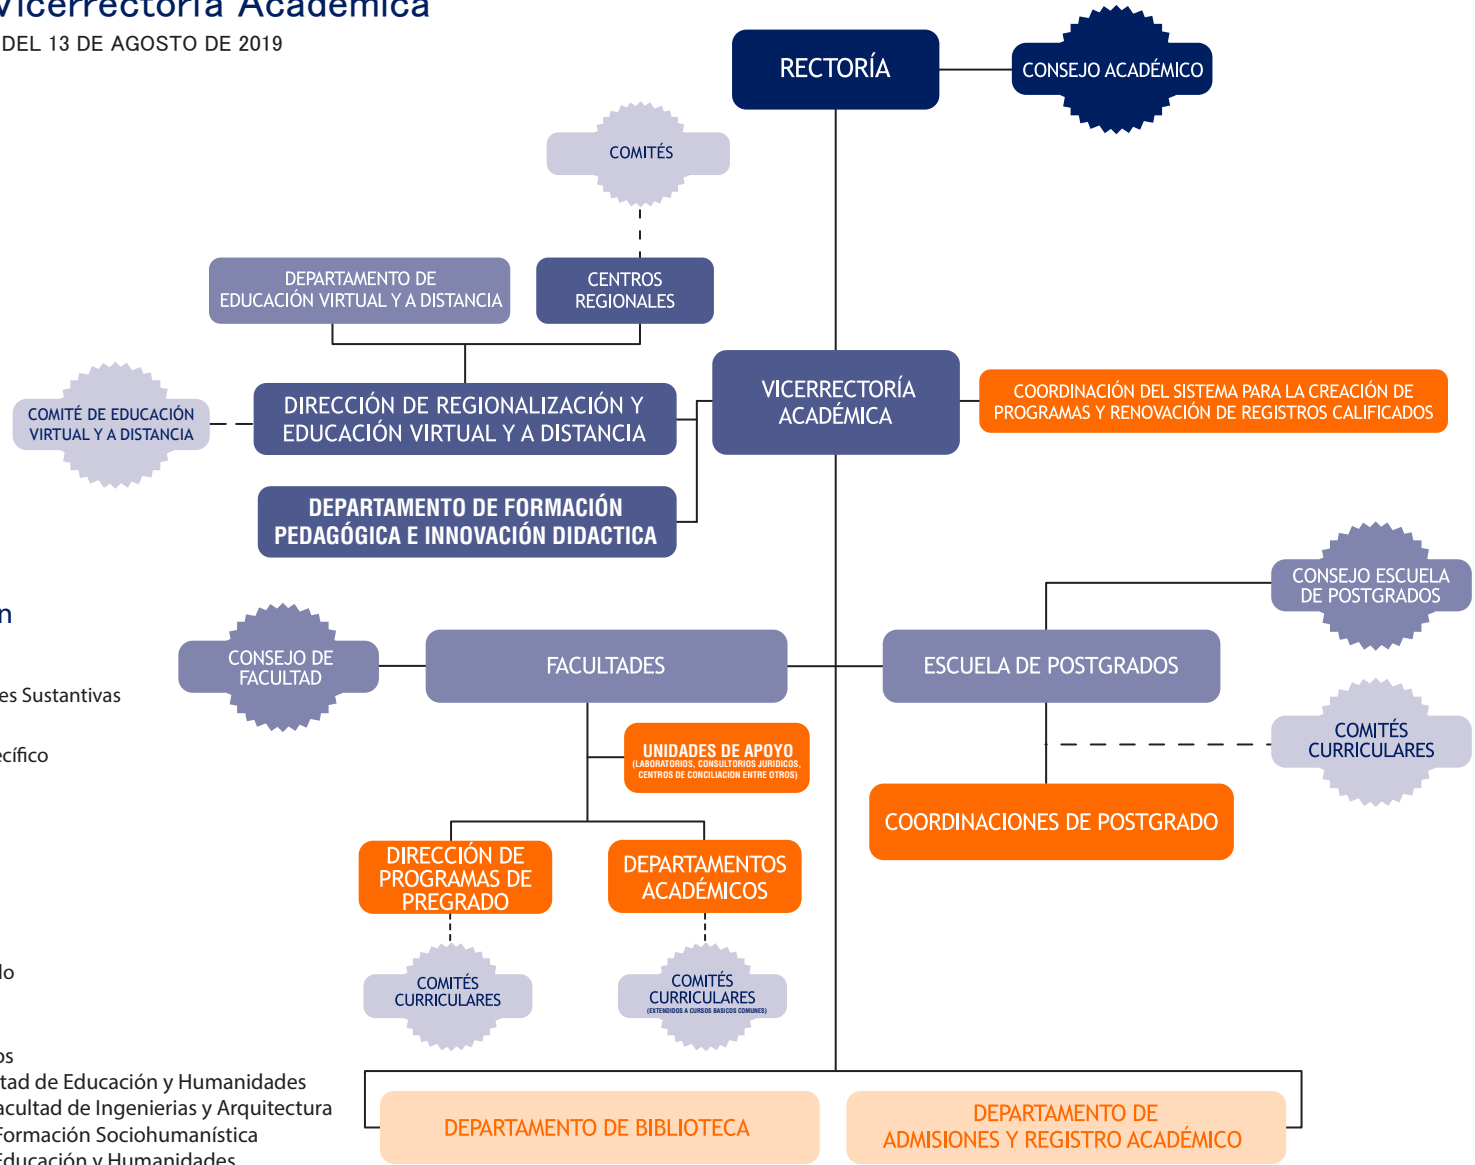 Vicerrectoría Académica
DEL 13 DE AGOSTO DE 2019
RECTORÍA
CONSEJO ACADÉMICO
COMITÉS
DEPARTAMENTO DE
EDUCACIÓN VIRTUAL Y A DISTANCIA
CENTROS
REGIONALES
COMITÉ DE EDUCACIÓN
VIRTUAL Y A DISTANCIA
DIRECCIÓN DE REGIONALIZACIÓN Y
EDUCACIÓN VIRTUAL Y A DISTANCIA
VICERRECTORÍA
ACADÉMICA
COORDINACIÓN DEL SISTEMA PARA LA CREACIÓN DE
PROGRAMAS Y RENOVACIÓN DE REGISTROS CALIFICADOS
DEPARTAMENTO DE FORMACIÓN
PEDAGÓGICA E INNOVACIÓN DIDACTICA
CONSEJO ESCUELA
DE POSTGRADOS
n
CONSEJO DE
FACULTAD
FACULTADES
ESCUELA DE POSTGRADOS
es Sustantivas
ecífico
UNIDADES DE APOYO
(LABORATORIOS, CONSULTORIOS JURIDICOS,
CENTROS DE CONCILIACION ENTRE OTROS)
COMITÉS
CURRICULARES
COORDINACIONES DE POSTGRADO
DIRECCIÓN DE
PROGRAMAS DE
PREGRADO
DEPARTAMENTOS
ACADÉMICOS
COMITÉS
CURRICULARES
COMITÉS
CURRICULARES
(EXTENDIDOS A CURSOS BASICOS COMUNES)
do
os
tad de Educación y Humanidades
acultad de Ingenierias y Arquitectura
Formación Sociohumanística
Educación y Humanidades
DEPARTAMENTO DE BIBLIOTECA
DEPARTAMENTO DE
ADMISIONES Y REGISTRO ACADÉMICO